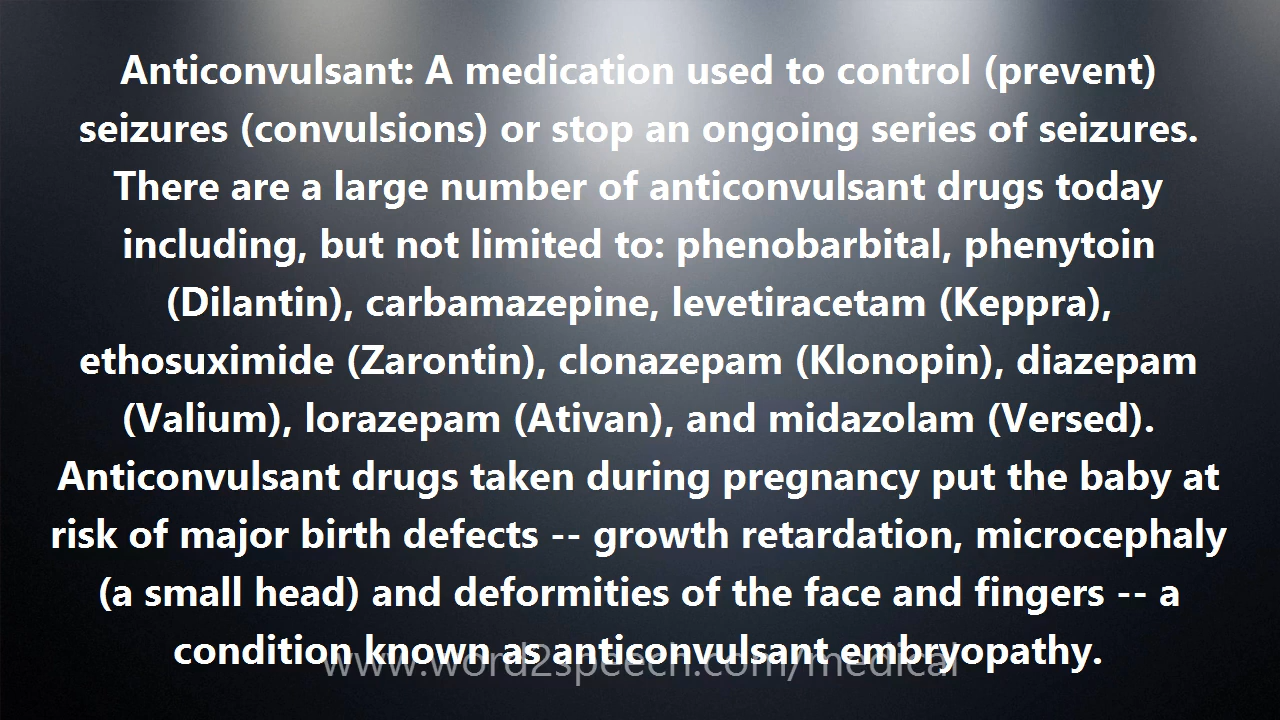 Anticonvulsant: A medication used to control (prevent)
seizures (convulsions) or stop an ongoing series of seizures.
There are a large number of anticonvulsant drugs today
including, but not limited to: phenobarbital, phenytoin
(Dilantin), carbamazepine, levetiracetam (Keppra),
ethosuximide (Zarontin), clonazepam (Klonopin), diazepam
(Valium), lorazepam (Ativan), and midazolam (Versed).
Anticonvulsant drugs taken during pregnancy put the baby at
risk of major birth defects -- growth retardation, microcephaly
(a small head) and deformities of the face and fingers -- a
condition known as anticonvulsant embryopathy.
www.word2speech.com/medical